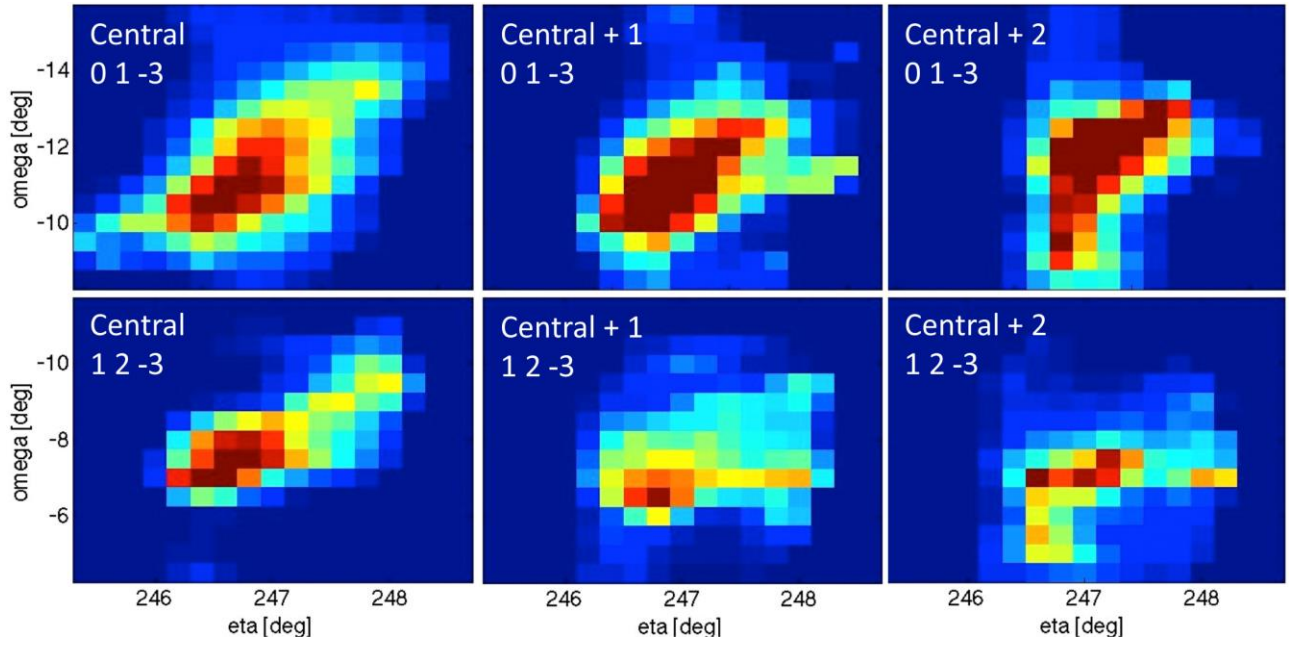 Central
0 1 -3
Central + 1
0 1 -3
Central + 2
0 1 -3
-14
-12
-10
omega [deg]
Central
1 2 -3
Central + 1
1 2 -3
Central + 2
1 2 -3
-10
-8
-6
omega [deg]
246 247 248
246 247 248
246 247 248
eta [deg]
eta [deg]
eta [deg]